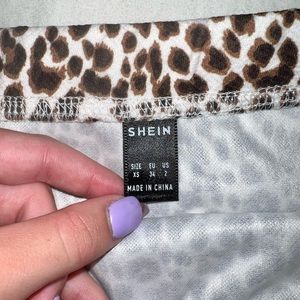 SHEIN
SIZE EU US
XS 34 2
MADE IN CHINA